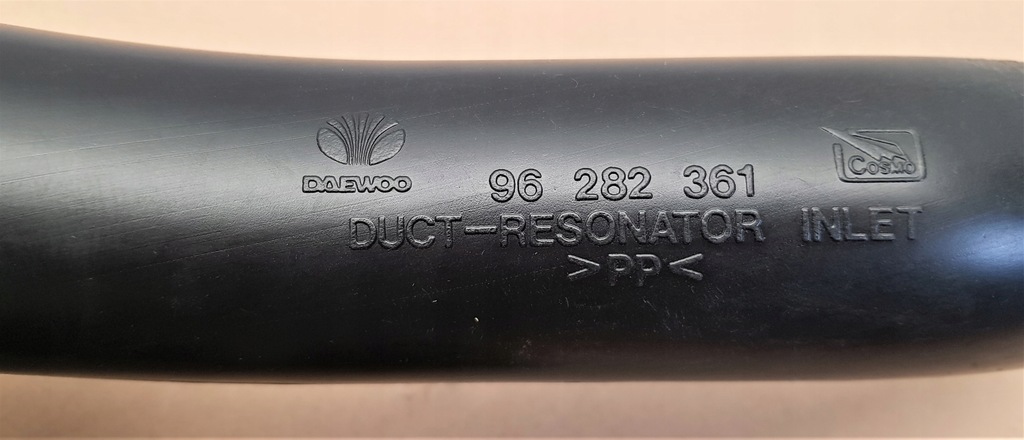 DAEWOO
96 282 361
Cosmo
DUCT-RESONATOR INLET
>PP<